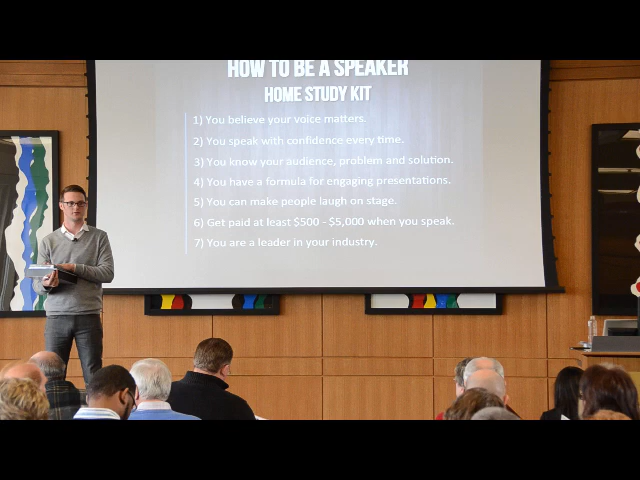 HOW TO BE A SPEAKER
HOME STUDY KIT
1) You believe your voice matters.
2) You speak with confidence every time.
3) You know your audience, problem and solution.
4) You have a formula for engaging presentations.
5) You can make people laugh on stage.
6) Get paid at least $500 - $5,000 when you speak.
7) You are a leader in your industry.